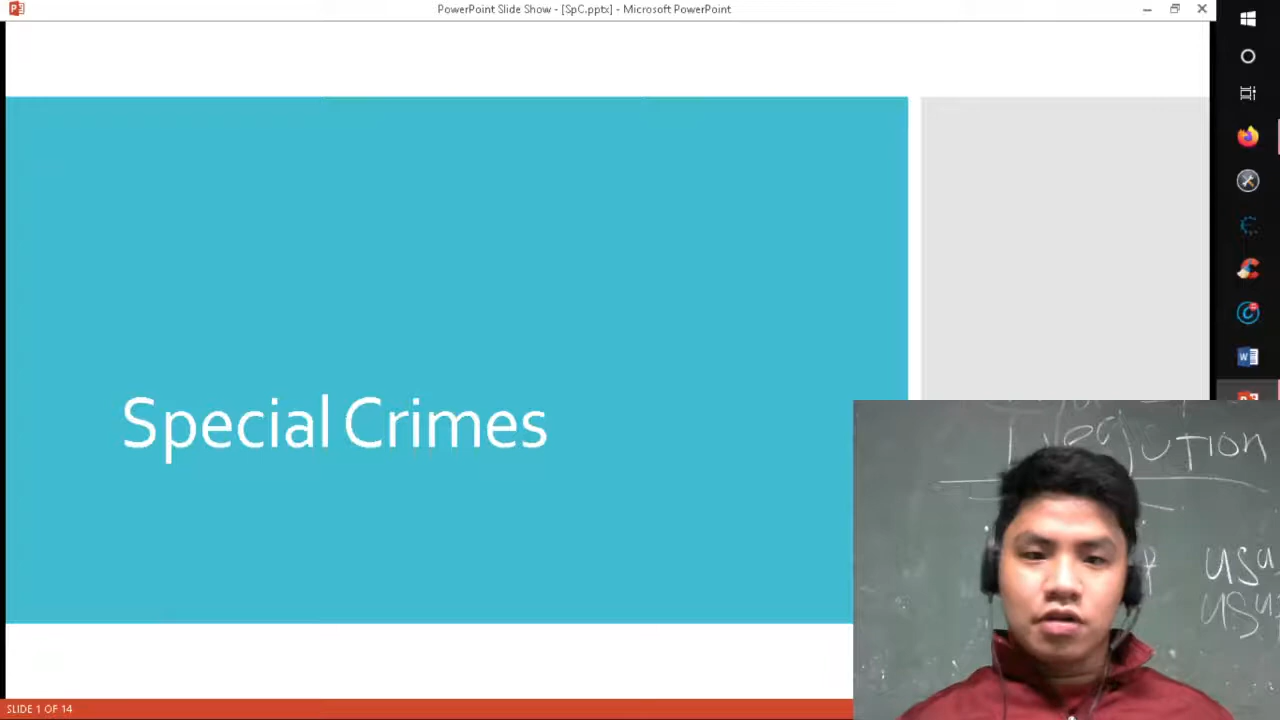 PowerPoint Slide Show - [SpC.pptx] - Microsoft PowerPoint
Special Crimes
SLIDE 1 OF 14